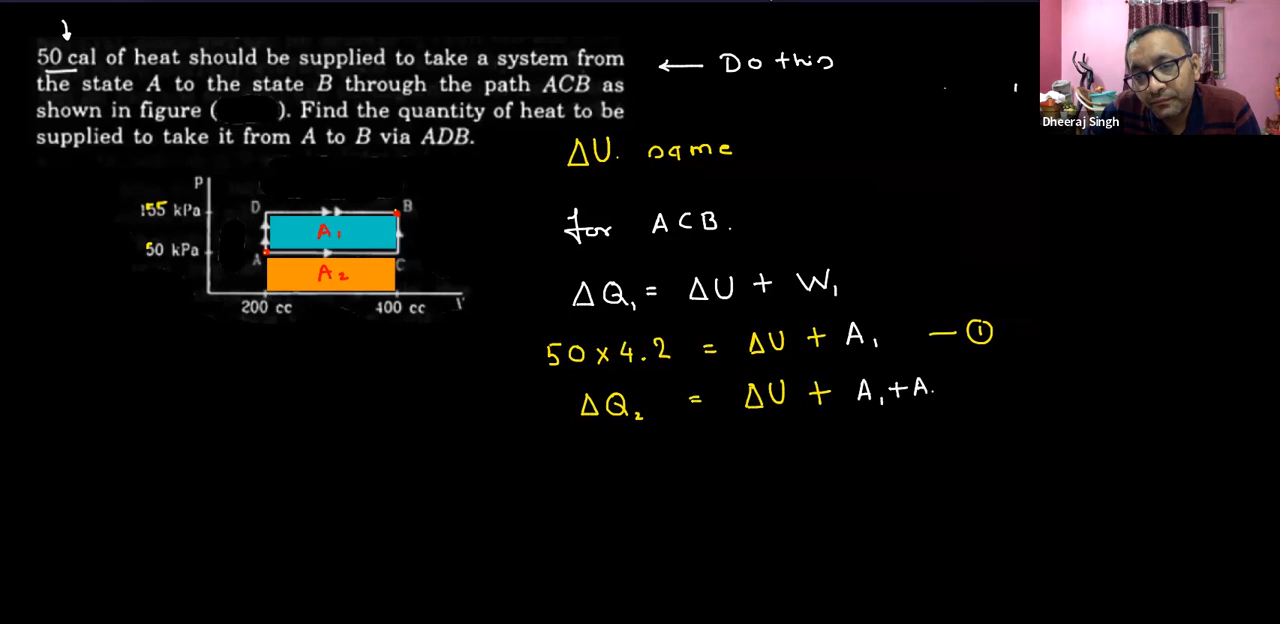 50 cal of heat should be supplied to take a system from
the state A to the state B through the path ACB as
shown in figure ( ). Find the quantity of heat to be
supplied to take it from A to B via ADB.
← Do this
Dheeraj Singh
ΔU. same
P
155 kPa
D
B
A1
50 kPa
A
C
A2
200 cc
400 cc
V
for ACB.
ΔQ1 = ΔU + W1
50 × 4.2 = ΔU + A1 — ①
ΔQ2 = ΔU + A1 + A.